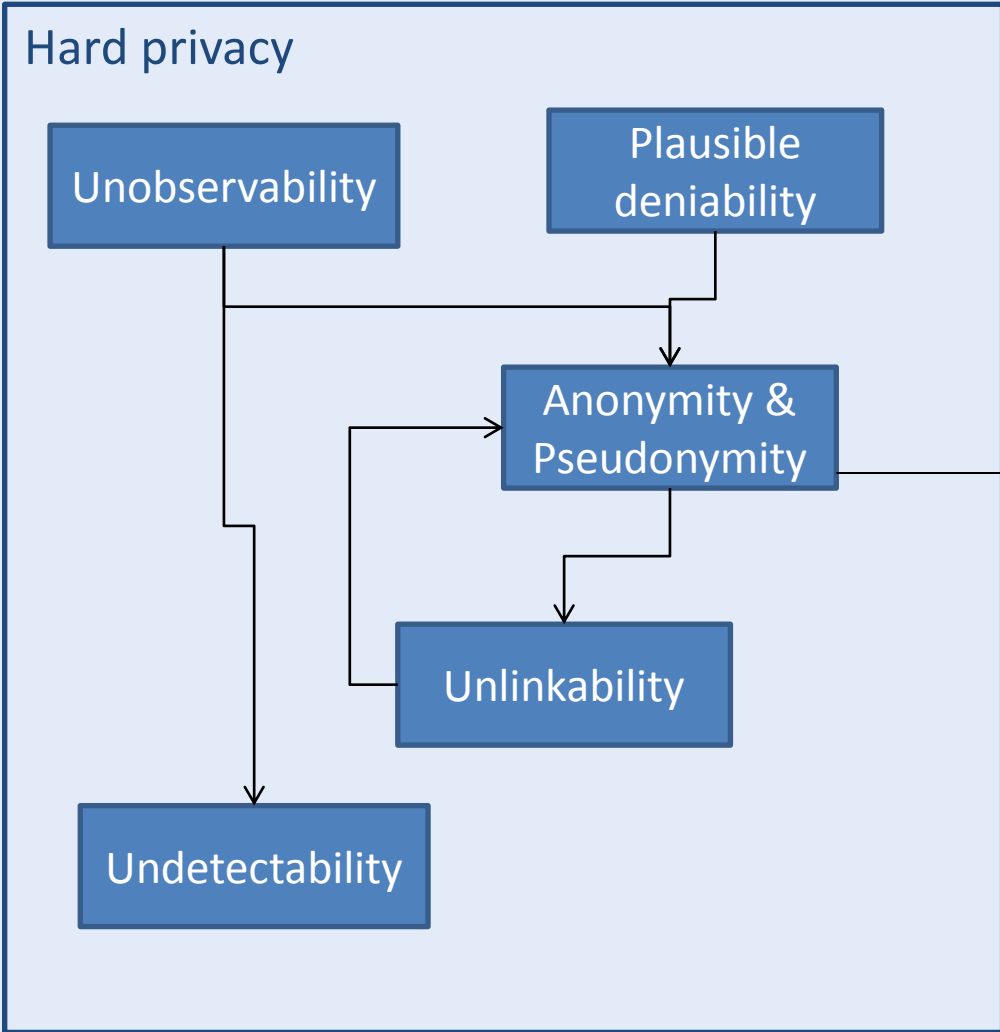 Hard privacy
Unobservability
Plausible
deniability
Anonymity &
Pseudonymity
Unlinkability
Undetectability